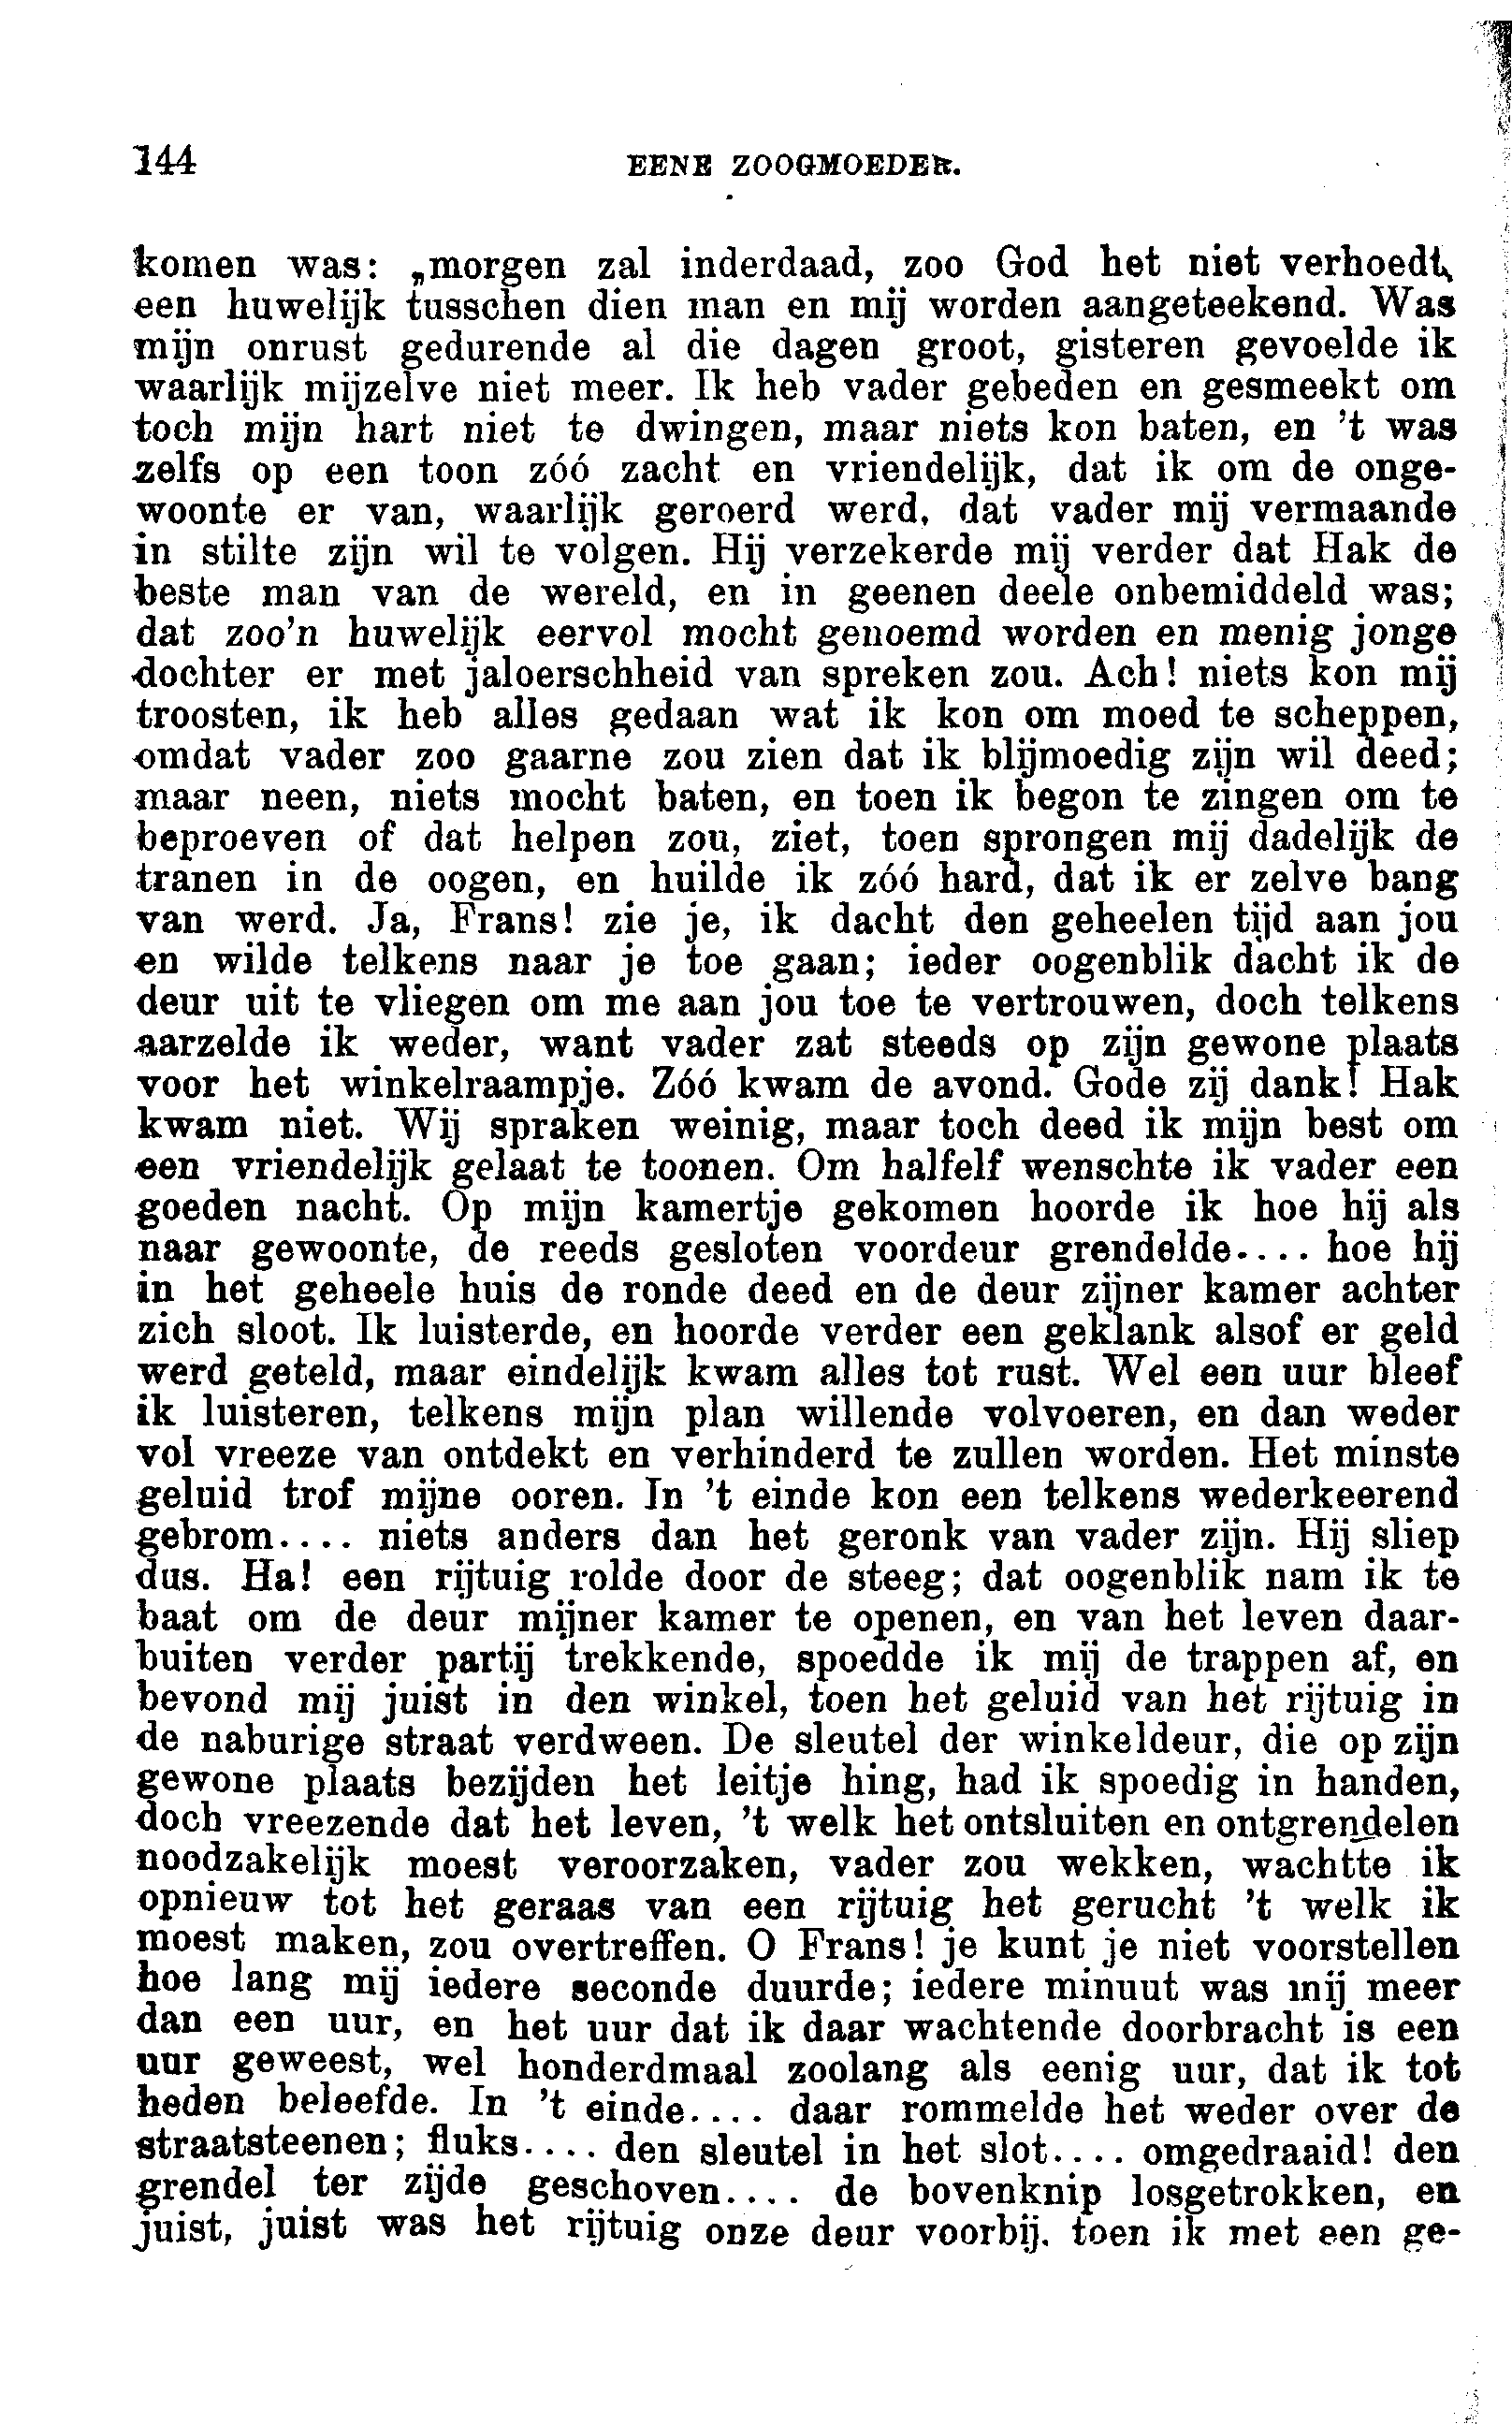 144 EENE ZOOGMOEDER.
komen was: „morgen zal inderdaad, zoo God het niet verhoedt,
een huwelijk tusschen dien man en mij worden aangeteekend. Was
mijn onrust gedurende al die dagen groot, gisteren gevoelde ik
waarlijk mijzelve niet meer. Ik heb vader gebeden en gesmeekt om
toch mijn hart niet te dwingen, maar niets kon baten, en 't was
zelfs op een toon zóó zacht en vriendelijk, dat ik om de onge-
woonte er van, waarlijk geroerd werd, dat vader mij vermaande
in stilte zijn wil te volgen. Hij verzekerde mij verder dat Hak de
beste man van de wereld, en in geenen deele onbemiddeld was;
dat zoo'n huwelijk eervol mocht genoemd worden en menig jonge
dochter er met jaloerschheid van spreken zou. Ach! niets kon mij
troosten, ik heb alles gedaan wat ik kon om moed te scheppen,
omdat vader zoo gaarne zou zien dat ik blijmoedig zijn wil deed;
maar neen, niets mocht baten, en toen ik begon te zingen om te
beproeven of dat helpen zou, ziet, toen sprongen mij dadelijk de
tranen in de oogen, en huilde ik zóó hard, dat ik er zelve bang
van werd. Ja, Frans! zie je, ik dacht den geheelen tijd aan jou
en wilde telkens naar je toe gaan; ieder oogenblik dacht ik de
deur uit te vliegen om me aan jou toe te vertrouwen, doch telkens
aarzelde ik weder, want vader zat steeds op zijn gewone plaats
voor het winkelraampje. Zóó kwam de avond. Gode zij dank! Hak
kwam niet. Wij spraken weinig, maar toch deed ik mijn best om
een vriendelijk gelaat te toonen. Om halfelf wenschte ik vader een
goeden nacht. Op mijn kamertje gekomen hoorde ik hoe hij als
naar gewoonte, de reeds gesloten voordeur grendelde.... hoe hij
in het geheele huis de ronde deed en de deur zijner kamer achter
zich sloot. Ik luisterde, en hoorde verder een geklank alsof er geld
werd geteld, maar eindelijk kwam alles tot rust. Wel een uur bleef
ik luisteren, telkens mijn plan willende volvoeren, en dan weder
vol vreeze van ontdekt en verhinderd te zullen worden. Het minste
geluid trof mijne ooren. In 't einde kon een telkens wederkeerend
gebrom.... niets anders dan het geronk van vader zijn. Hij sliep
dus. Ha! een rijtuig rolde door de steeg; dat oogenblik nam ik te
baat om de deur mijner kamer te openen, en van het leven daar-
buiten verder partij trekkende, spoedde ik mij de trappen af, en
bevond mij juist in den winkel, toen het geluid van het rijtuig in
de naburige straat verdween. De sleutel der winkeldeur, die op zijn
gewone plaats bezijden het leitje hing, had ik spoedig in handen,
doch vreezende dat het leven, 't welk het ontsluiten en ontgrendelen
noodzakelijk moest veroorzaken, vader zou wekken, wachtte ik
opnieuw tot het geraas van een rijtuig het gerucht 't welk ik
moest maken, zou overtreffen. O Frans! je kunt je niet voorstellen
hoe lang mij iedere seconde duurde; iedere minuut was mij meer
dan een uur, en het uur dat ik daar wachtende doorbracht is een
uur geweest, wel honderdmaal zoolang als eenig uur, dat ik tot
heden beleefde. In 't einde.... daar rommelde het weder over de
straatsteenen; fluks.... den sleutel in het slot.... omgedraaid! den
grendel ter zijde geschoven.... de bovenknip losgetrokken, en
juist, juist was het rijtuig onze deur voorbij, toen ik met een ge-